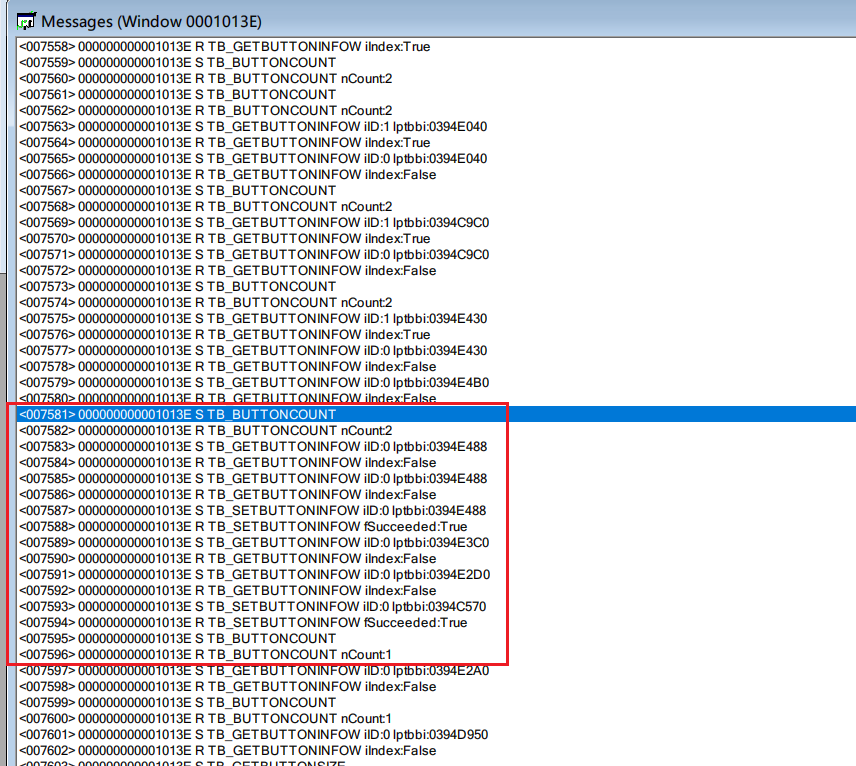 Messages (Window 0001013E)
<007558> 000000000001013E R TB_GETBUTTONINFOW iIndex:True
<007559> 000000000001013E S TB_BUTTONCOUNT
<007560> 000000000001013E R TB_BUTTONCOUNT nCount:2
<007561> 000000000001013E S TB_BUTTONCOUNT
<007562> 000000000001013E R TB_BUTTONCOUNT nCount:2
<007563> 000000000001013E S TB_GETBUTTONINFOW iID:1 lptbbi:0394E040
<007564> 000000000001013E R TB_GETBUTTONINFOW iIndex:True
<007565> 000000000001013E S TB_GETBUTTONINFOW iID:0 lptbbi:0394E040
<007566> 000000000001013E R TB_GETBUTTONINFOW iIndex:False
<007567> 000000000001013E S TB_BUTTONCOUNT
<007568> 000000000001013E R TB_BUTTONCOUNT nCount:2
<007569> 000000000001013E S TB_GETBUTTONINFOW iID:1 lptbbi:0394C9C0
<007570> 000000000001013E R TB_GETBUTTONINFOW iIndex:True
<007571> 000000000001013E S TB_GETBUTTONINFOW iID:0 lptbbi:0394C9C0
<007572> 000000000001013E R TB_GETBUTTONINFOW iIndex:False
<007573> 000000000001013E S TB_BUTTONCOUNT
<007574> 000000000001013E R TB_BUTTONCOUNT nCount:2
<007575> 000000000001013E S TB_GETBUTTONINFOW iID:1 lptbbi:0394E430
<007576> 000000000001013E R TB_GETBUTTONINFOW iIndex:True
<007577> 000000000001013E S TB_GETBUTTONINFOW iID:0 lptbbi:0394E430
<007578> 000000000001013E R TB_GETBUTTONINFOW iIndex:False
<007579> 000000000001013E S TB_GETBUTTONINFOW iID:0 lptbbi:0394E4B0
<007580> 000000000001013E R TB_GETBUTTONINFOW iIndex:False
<007581> 000000000001013E S TB_BUTTONCOUNT
<007582> 000000000001013E R TB_BUTTONCOUNT nCount:2
<007583> 000000000001013E S TB_GETBUTTONINFOW iID:0 lptbbi:0394E488
<007584> 000000000001013E R TB_GETBUTTONINFOW iIndex:False
<007585> 000000000001013E S TB_GETBUTTONINFOW iID:0 lptbbi:0394E488
<007586> 000000000001013E R TB_GETBUTTONINFOW iIndex:False
<007587> 000000000001013E S TB_SETBUTTONINFOW iID:0 lptbbi:0394E488
<007588> 000000000001013E R TB_SETBUTTONINFOW fSucceeded:True
<007589> 000000000001013E S TB_GETBUTTONINFOW iID:0 lptbbi:0394E3C0
<007590> 000000000001013E R TB_GETBUTTONINFOW iIndex:False
<007591> 000000000001013E S TB_GETBUTTONINFOW iID:0 lptbbi:0394E2D0
<007592> 000000000001013E R TB_GETBUTTONINFOW iIndex:False
<007593> 000000000001013E S TB_SETBUTTONINFOW iID:0 lptbbi:0394C570
<007594> 000000000001013E R TB_SETBUTTONINFOW fSucceeded:True
<007595> 000000000001013E S TB_BUTTONCOUNT
<007596> 000000000001013E R TB_BUTTONCOUNT nCount:1
<007597> 000000000001013E S TB_GETBUTTONINFOW iID:0 lptbbi:0394E2A0
<007598> 000000000001013E R TB_GETBUTTONINFOW iIndex:False
<007599> 000000000001013E S TB_BUTTONCOUNT
<007600> 000000000001013E R TB_BUTTONCOUNT nCount:1
<007601> 000000000001013E S TB_GETBUTTONINFOW iID:0 lptbbi:0394D950
<007602> 000000000001013E R TB_GETBUTTONINFOW iIndex:False
<007603> 000000000001013E S TB_GETBUTTONSIZE